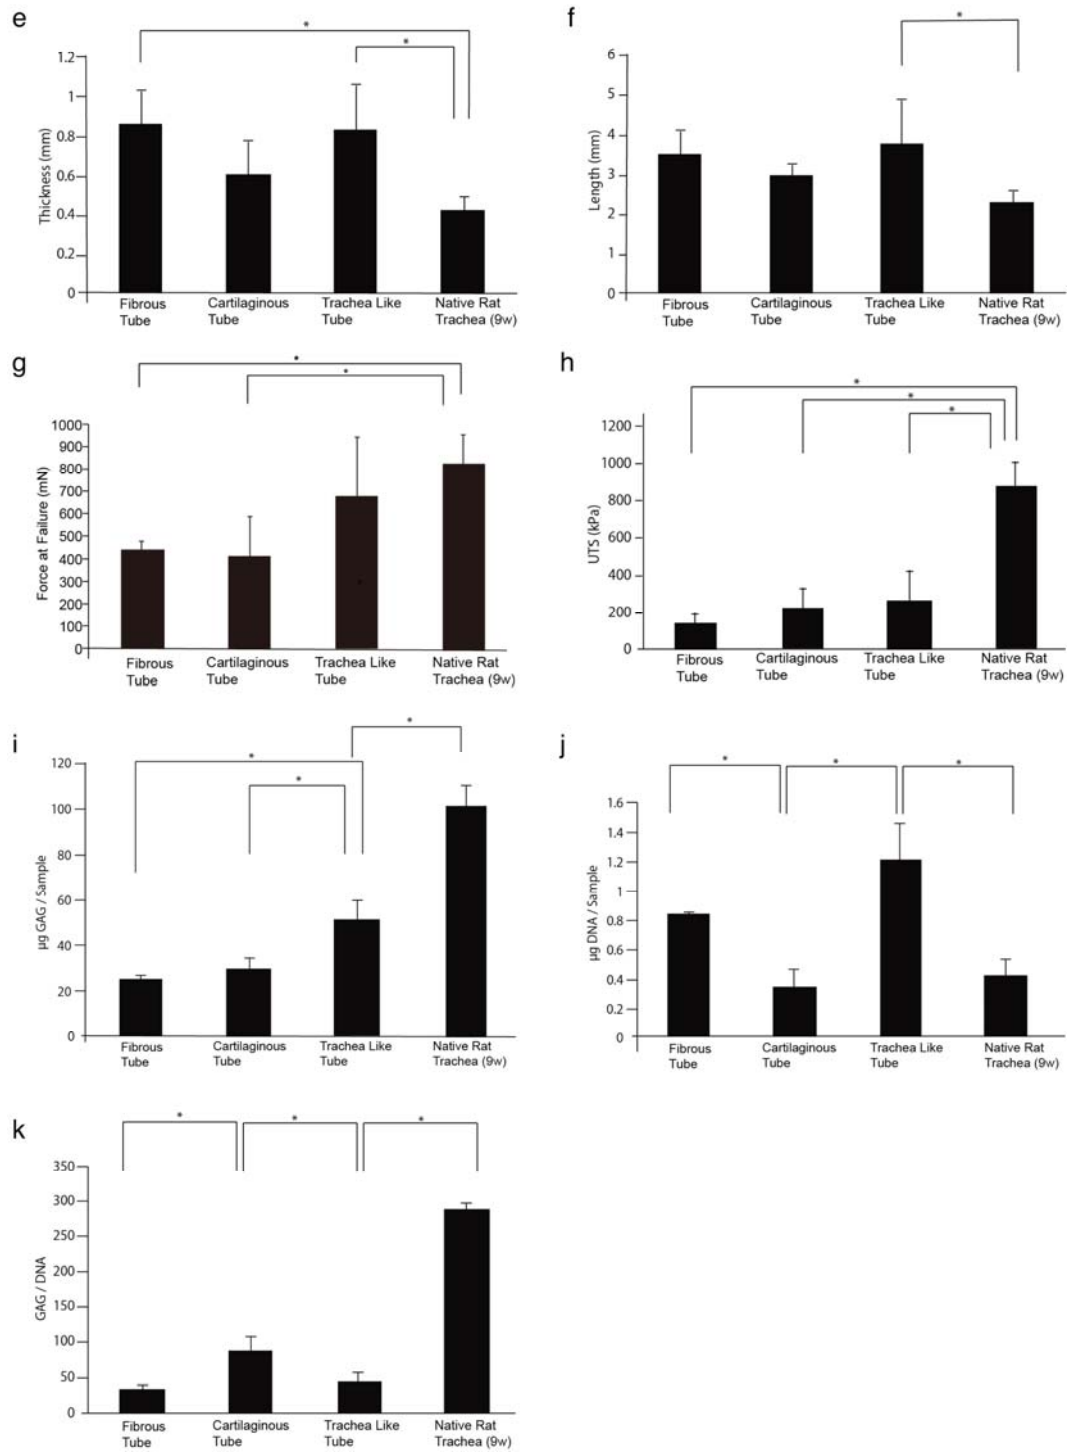 e
*
*
1.2
1
0.8
0.6
0.4
0.2
0
Thickness (mm)
Fibrous
Tube
Cartilaginous
Tube
Trachea Like
Tube
Native Rat
Trachea (9w)
f
*
6
5
4
3
2
1
0
Length (mm)
Fibrous
Tube
Cartilaginous
Tube
Trachea Like
Tube
Native Rat
Trachea (9w)
g
*
*
1000
900
800
700
600
500
400
300
200
100
0
Force at Failure (mN)
Fibrous
Tube
Cartilaginous
Tube
Trachea Like
Tube
Native Rat
Trachea (9w)
h
*
*
*
1200
1000
800
600
400
200
0
UTS (kPa)
Fibrous
Tube
Cartilaginous
Tube
Trachea Like
Tube
Native Rat
Trachea (9w)
i
*
*
*
120
100
80
60
40
20
0
µg GAG / Sample
Fibrous
Tube
Cartilaginous
Tube
Trachea Like
Tube
Native Rat
Trachea (9w)
j
*
*
*
1.6
1.4
1.2
1
0.8
0.6
0.4
0.2
0
µg DNA / Sample
Fibrous
Tube
Cartilaginous
Tube
Trachea Like
Tube
Native Rat
Trachea (9w)
k
*
*
*
350
300
250
200
150
100
50
0
GAG / DNA
Fibrous
Tube
Cartilaginous
Tube
Trachea Like
Tube
Native Rat
Trachea (9w)